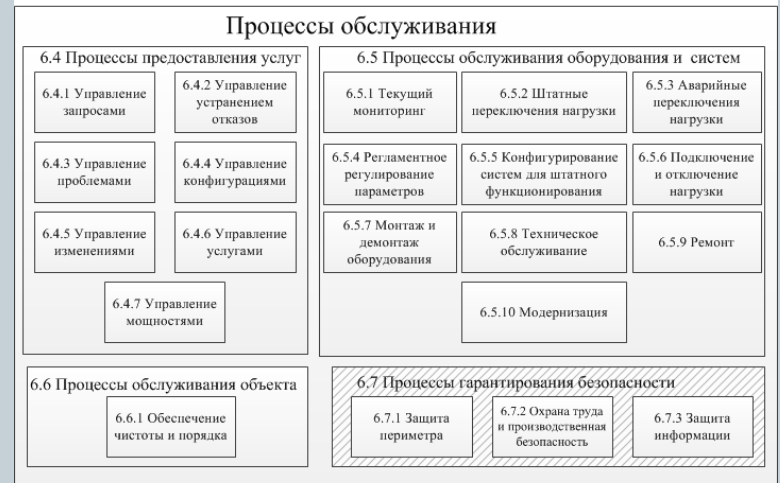 Процессы обслуживания
6.4 Процессы предоставления услуг
6.4.1 Управление
запросами
6.4.2 Управление
устранением
отказов
6.4.3 Управление
проблемами
6.4.4 Управление
конфигурациями
6.4.5 Управление
изменениями
6.4.6 Управление
услугами
6.4.7 Управление
мощностями
6.5 Процессы обслуживания оборудования и систем
6.5.1 Текущий
мониторинг
6.5.2 Штатные
переключения нагрузки
6.5.3 Аварийные
переключения
нагрузки
6.5.4 Регламентное
регулирование
параметров
6.5.5 Конфигурирование
систем для штатного
функционирования
6.5.6 Подключение
и отключение
нагрузки
6.5.7 Монтаж и
демонтаж
оборудования
6.5.8 Техническое
обслуживание
6.5.9 Ремонт
6.5.10 Модернизация
6.6 Процессы обслуживания объекта
6.6.1 Обеспечение
чистоты и порядка
6.7 Процессы гарантирования безопасности
6.7.1 Защита
периметра
6.7.2 Охрана труда
и производственная
безопасность
6.7.3 Защита
информации